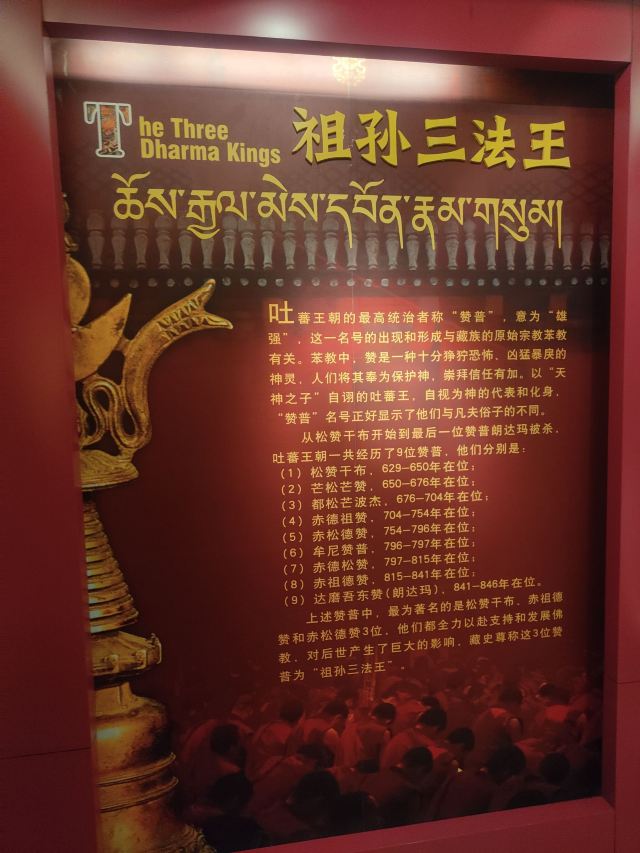 The Three
Dharma Kings
祖孙三法王
ཆོས་རྒྱལ་མེས་དབོན་རྣམ་གསུམ།
吐蕃王朝的最高统治者称“赞普”，意为“雄
强”，这一名号的出现和形成与藏族的原始宗教苯教
有关。苯教中，赞是一种十分狰狞恐怖、凶猛暴戾的
神灵，人们将其奉为保护神，崇拜信任有加。以“天
神之子”自诩的吐蕃王，自视为神的代表和化身，
“赞普”名号正好显示了他们与凡夫俗子的不同。
从松赞干布开始到最后一位赞普朗达玛被杀，
吐蕃王朝一共经历了9位赞普，他们分别是：
（1）松赞干布，629—650年在位；
（2）芒松芒赞，650—676年在位；
（3）都松芒波杰，676—704年在位；
（4）赤德祖赞，704—754年在位；
（5）赤松德赞，754—796年在位；
（6）牟尼赞普，796—797年在位；
（7）赤德松赞，797—815年在位；
（8）赤祖德赞，815—841年在位；
（9）达磨吾东赞（朗达玛），841—846年在位。
上述赞普中，最为著名的是松赞干布、赤祖德
赞和赤松德赞3位，他们都全力以赴支持和发展佛
教，对后世产生了巨大的影响，藏史尊称这3位赞
普为“祖孙三法王”。